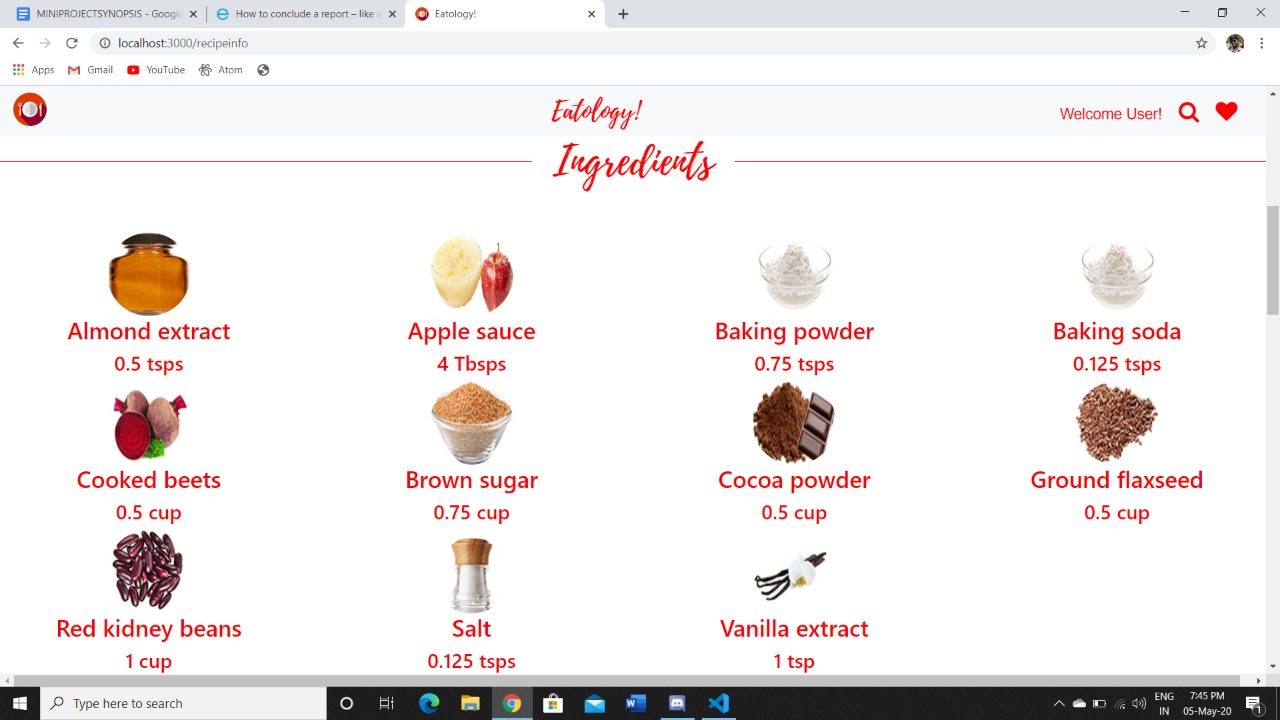 MINIPROJECTSYNOPSIS - Google
How to conclude a report – like a
Eatology!
localhost:3000/recipeinfo
Apps
Gmail
YouTube
Atom
Eatology!
Welcome User!
Ingredients
Almond extract
0.5 tsps
Apple sauce
4 Tbsps
Baking powder
0.75 tsps
Baking soda
0.125 tsps
Cooked beets
0.5 cup
Brown sugar
0.75 cup
Cocoa powder
0.5 cup
Ground flaxseed
0.5 cup
Red kidney beans
1 cup
Salt
0.125 tsps
Vanilla extract
1 tsp
Type here to search
ENG
IN
7:45 PM
05-May-20
1